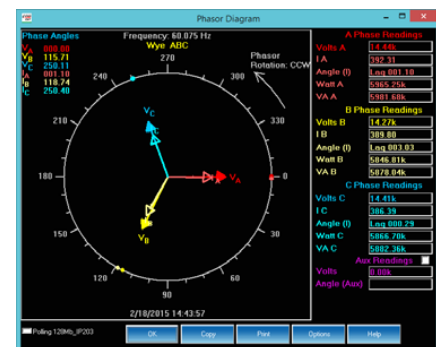 Phasor Diagram
Phase Angles
VA 000.00
VB 115.71
VC 250.11
IA 001.10
IB 118.74
IC 250.40
Frequency: 60.075 Hz
Wye ABC
Phasor
Rotation: CCW
270
240
300
210
330
180
0
150
30
120
60
90
VC
C
VA
A
VB
2/18/2015 14:43:57
A Phase Readings
Volts A 14.44k
I A 392.31
Angle (I) Lag 001.10
Watt A 5965.25k
VA A 5981.68k
B Phase Readings
Volts B 14.27k
I B 389.80
Angle (I) Lag 003.03
Watt B 5846.81k
VA B 5878.04k
C Phase Readings
Volts C 14.41k
I C 386.39
Angle (I) Lag 000.29
Watt C 5866.70k
VA C 5882.36k
Aux Readings
Volts 0.00k
Angle (Aux)
Polling 128Mb_IP203
OK
Copy
Print
Options
Help